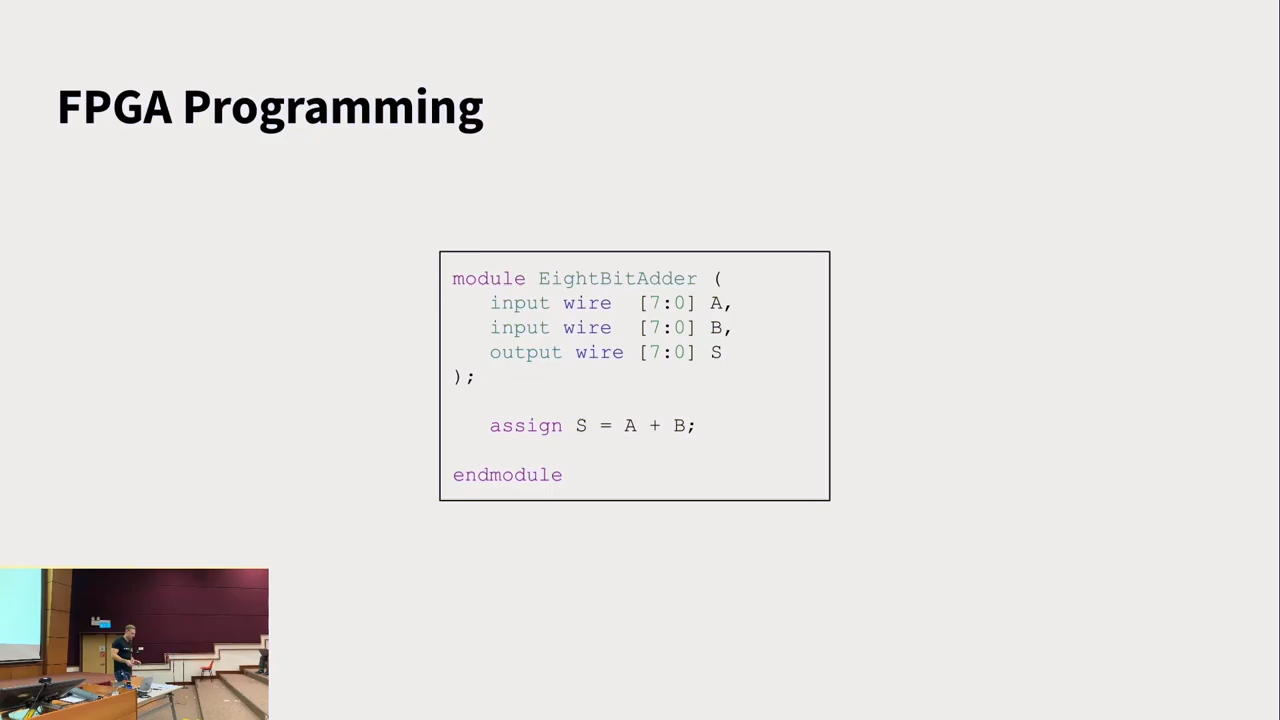 FPGA Programming
module EightBitAdder (
   input wire  [7:0] A,
   input wire  [7:0] B,
   output wire [7:0] S
);
   assign S = A + B;
endmodule